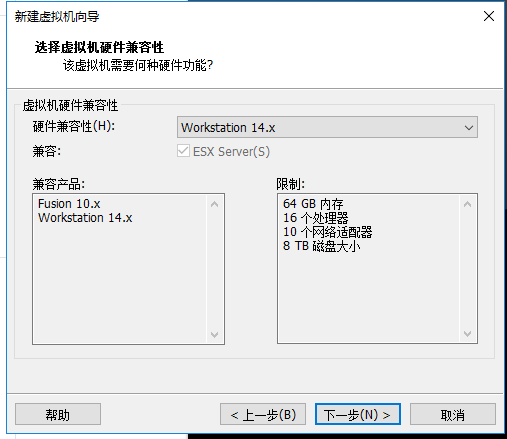 新建虚拟机向导
选择虚拟机硬件兼容性
该虚拟机需要何种硬件功能?
虚拟机硬件兼容性
硬件兼容性(H):
Workstation 14.x
兼容:
ESX Server(S)
兼容产品:
Fusion 10.x
Workstation 14.x
限制:
64 GB 内存
16 个处理器
10 个网络适配器
8 TB 磁盘大小
帮助
< 上一步(B)
下一步(N) >
取消